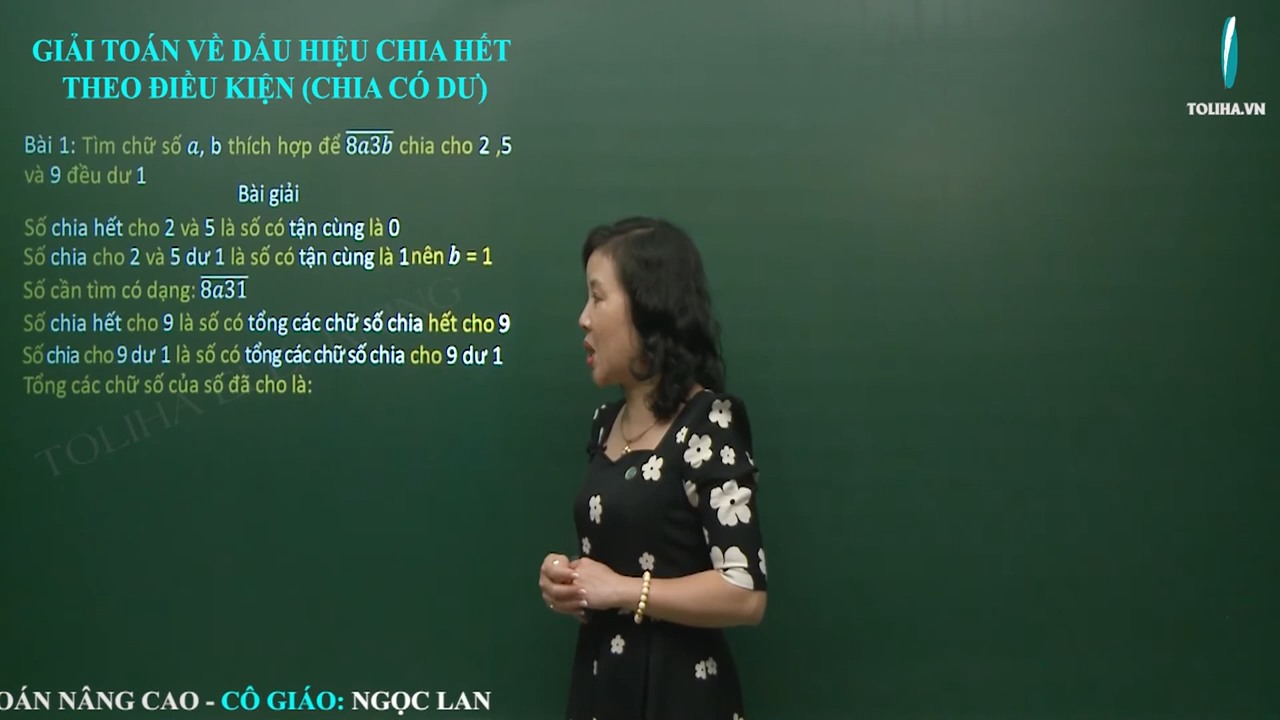 GIẢI TOÁN VỀ DẤU HIỆU CHIA HẾT
THEO ĐIỀU KIỆN (CHIA CÓ DƯ)
TOLIHA.VN
Bài 1: Tìm chữ số a, b thích hợp để 8a3b chia cho 2 ,5
và 9 đều dư 1
Bài giải
Số chia hết cho 2 và 5 là số có tận cùng là 0
Số chia cho 2 và 5 dư 1 là số có tận cùng là 1 nên b = 1
Số cần tìm có dạng: 8a31
Số chia hết cho 9 là số có tổng các chữ số chia hết cho 9
Số chia cho 9 dư 1 là số có tổng các chữ số chia cho 9 dư 1
Tổng các chữ số của số đã cho là:
TOLIHA
OÁN NÂNG CAO - CÔ GIÁO: NGỌC LAN